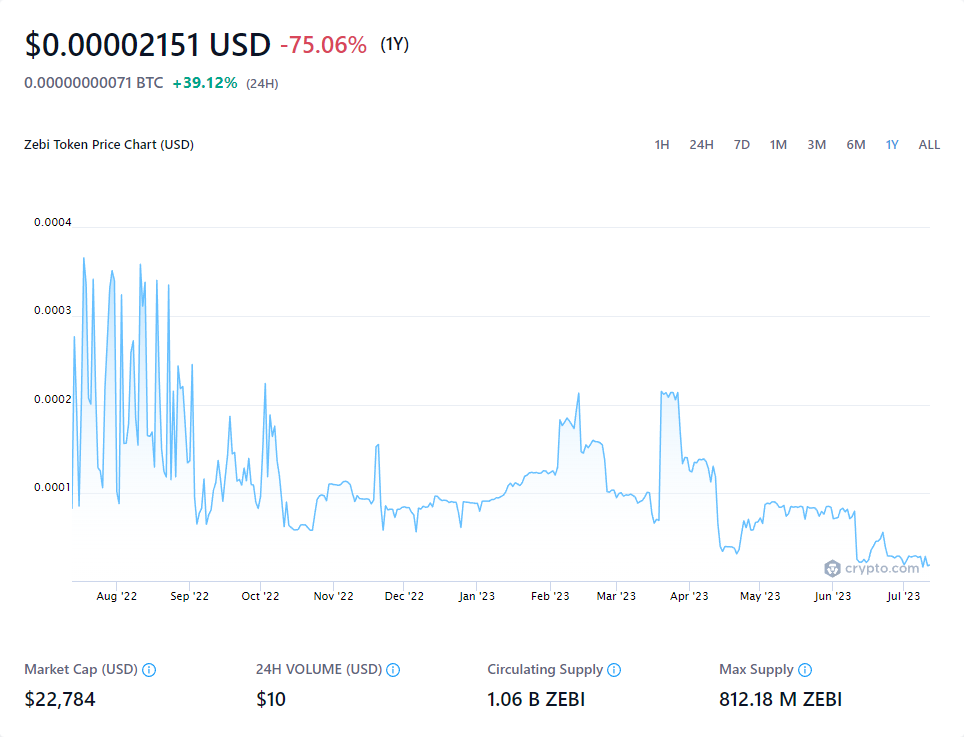 $0.00002151 USD -75.06% (1Y)
0.00000000071 BTC +39.12% (24H)
Zebi Token Price Chart (USD) 1H 24H 7D 1M 3M 6M 1Y ALL
0.0004
0.0003
0.0002
0.0001
crypto.com
Aug '22 Sep '22 Oct '22 Nov '22 Dec '22 Jan '23 Feb '23 Mar '23 Apr '23 May '23 Jun '23 Jul '23
Market Cap (USD) 24H VOLUME (USD) Circulating Supply Max Supply
$22,784 $10 1.06 B ZEBI 812.18 M ZEBI